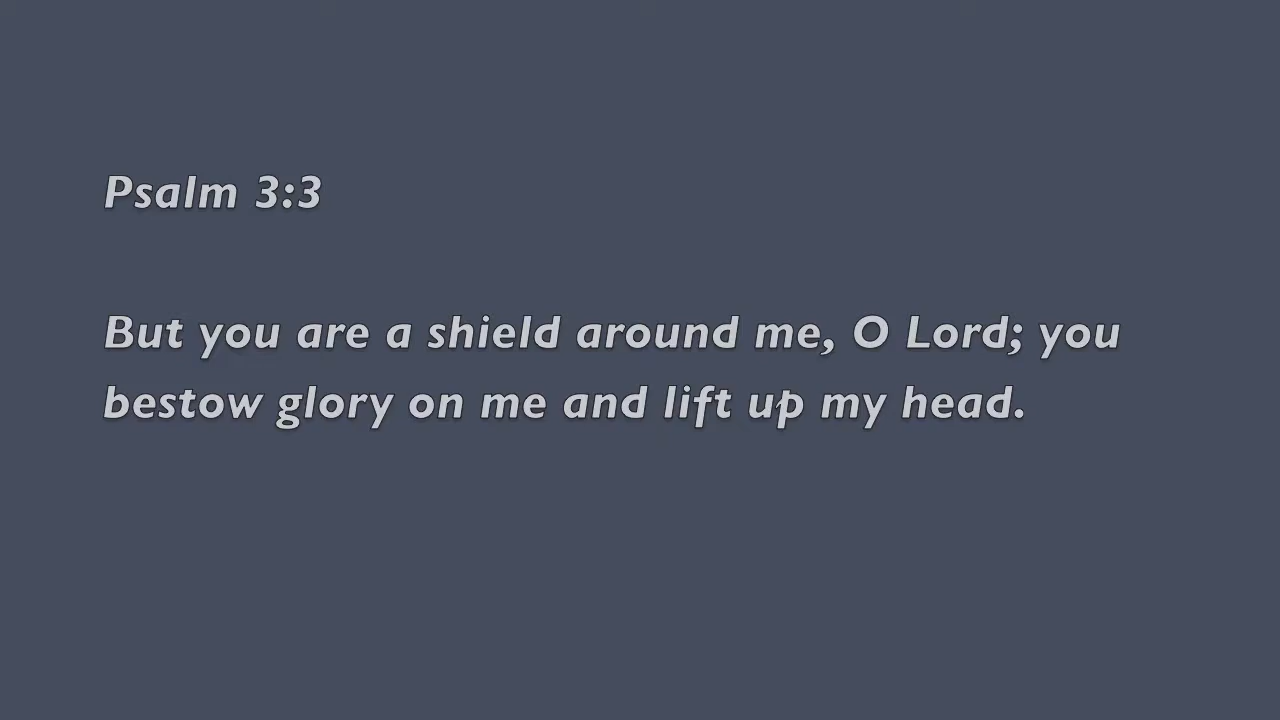 Psalm 3:3
But you are a shield around me, O Lord; you
bestow glory on me and lift up my head.